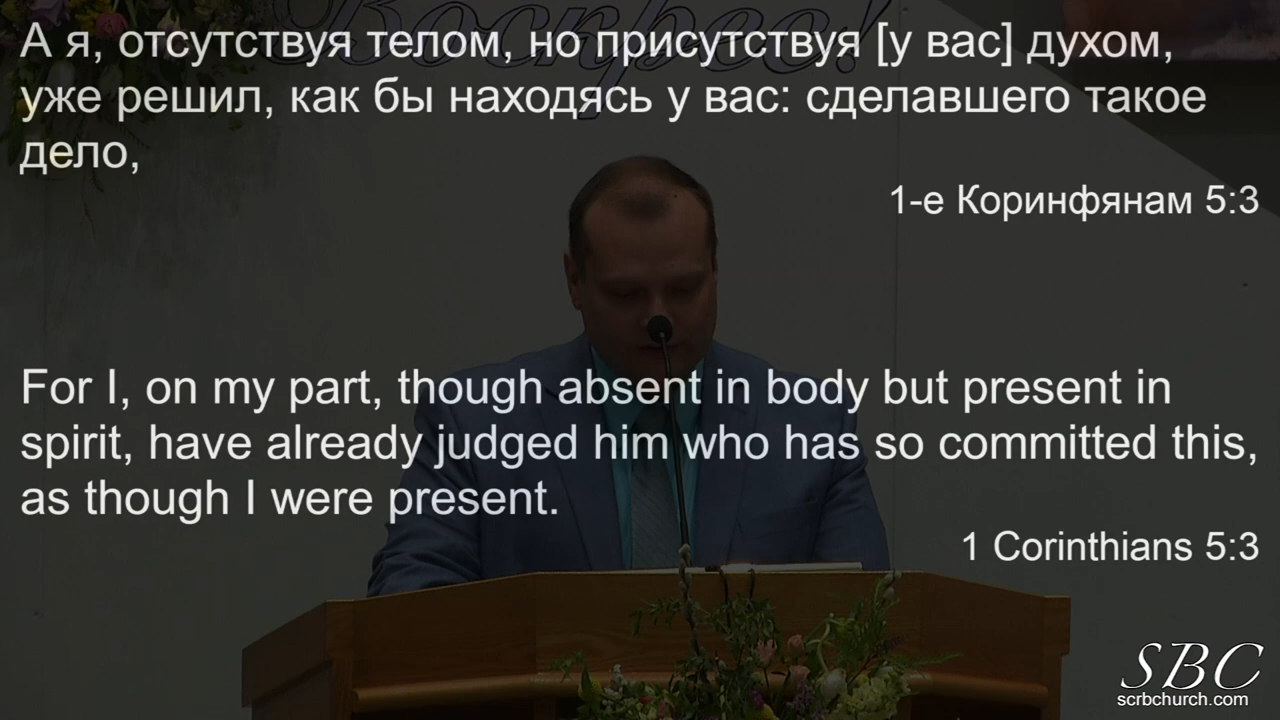 Воскрес!
А я, отсутствуя телом, но присутствуя [у вас] духом,
уже решил, как бы находясь у вас: сделавшего такое
дело,
1-е Коринфянам 5:3
For I, on my part, though absent in body but present in
spirit, have already judged him who has so committed this,
as though I were present.
1 Corinthians 5:3
SBC
scrbchurch.com